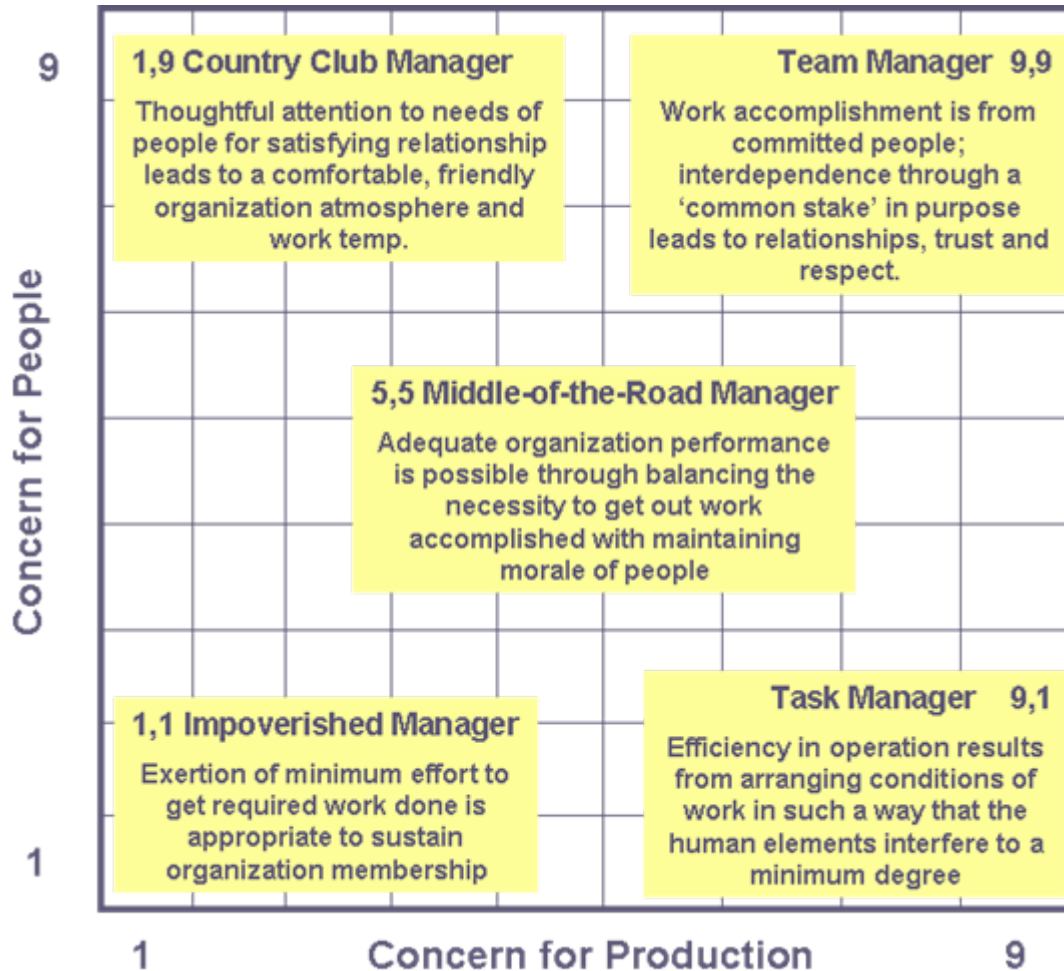 9
1,9 Country Club Manager
Thoughtful attention to needs of
people for satisfying relationship
leads to a comfortable, friendly
organization atmosphere and
work temp.
Team Manager 9,9
Work accomplishment is from
committed people;
interdependence through a
‘common stake’ in purpose
leads to relationships, trust and
respect.
Concern for People
5,5 Middle-of-the-Road Manager
Adequate organization performance
is possible through balancing the
necessity to get out work
accomplished with maintaining
morale of people
1,1 Impoverished Manager
Exertion of minimum effort to
get required work done is
appropriate to sustain
organization membership
Task Manager 9,1
Efficiency in operation results
from arranging conditions of
work in such a way that the
human elements interfere to a
minimum degree
1
1 Concern for Production 9